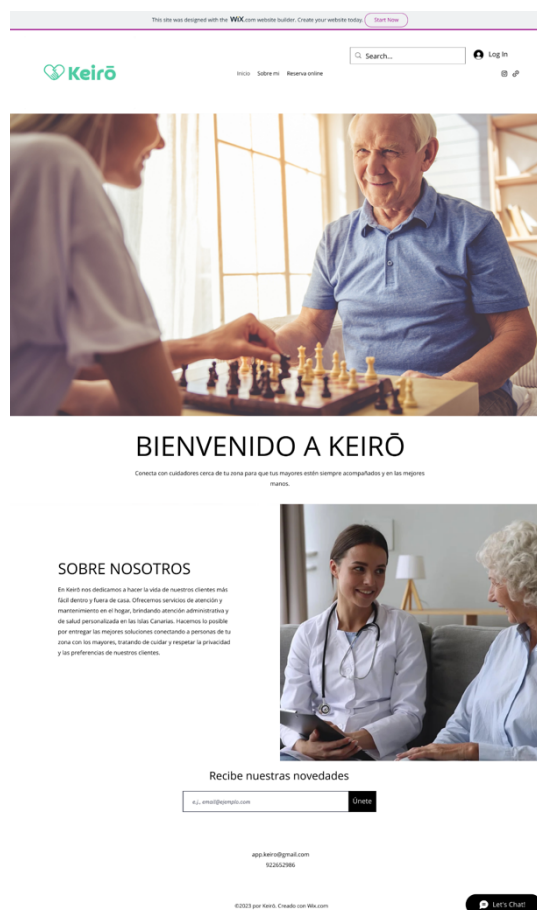 This site was designed with the WiX.com website builder. Create your website today. Start Now
Search...
Log In
Keirō
Inicio Sobre mi Reserva online
BIENVENIDO A KEIRŌ
Conecta con cuidadores cerca de tu zona para que tus mayores estén siempre acompañados y en las mejores
manos.
SOBRE NOSOTROS
En Keirō nos dedicamos a hacer la vida de nuestros clientes más
fácil dentro y fuera de casa. Ofrecemos servicios de atención y
mantenimiento en el hogar, brindando atención administrativa y
de salud personalizada en las Islas Canarias. Hacemos lo posible
por entregar las mejores soluciones conectando a personas de tu
zona con los mayores, tratando de cuidar y respetar la privacidad
y las preferencias de nuestros clientes.
Recibe nuestras novedades
e.j., email@ejemplo.com
Únete
app.keiro@gmail.com
922652986
©2023 por Keirō. Creado con Wix.com
Let's Chat!